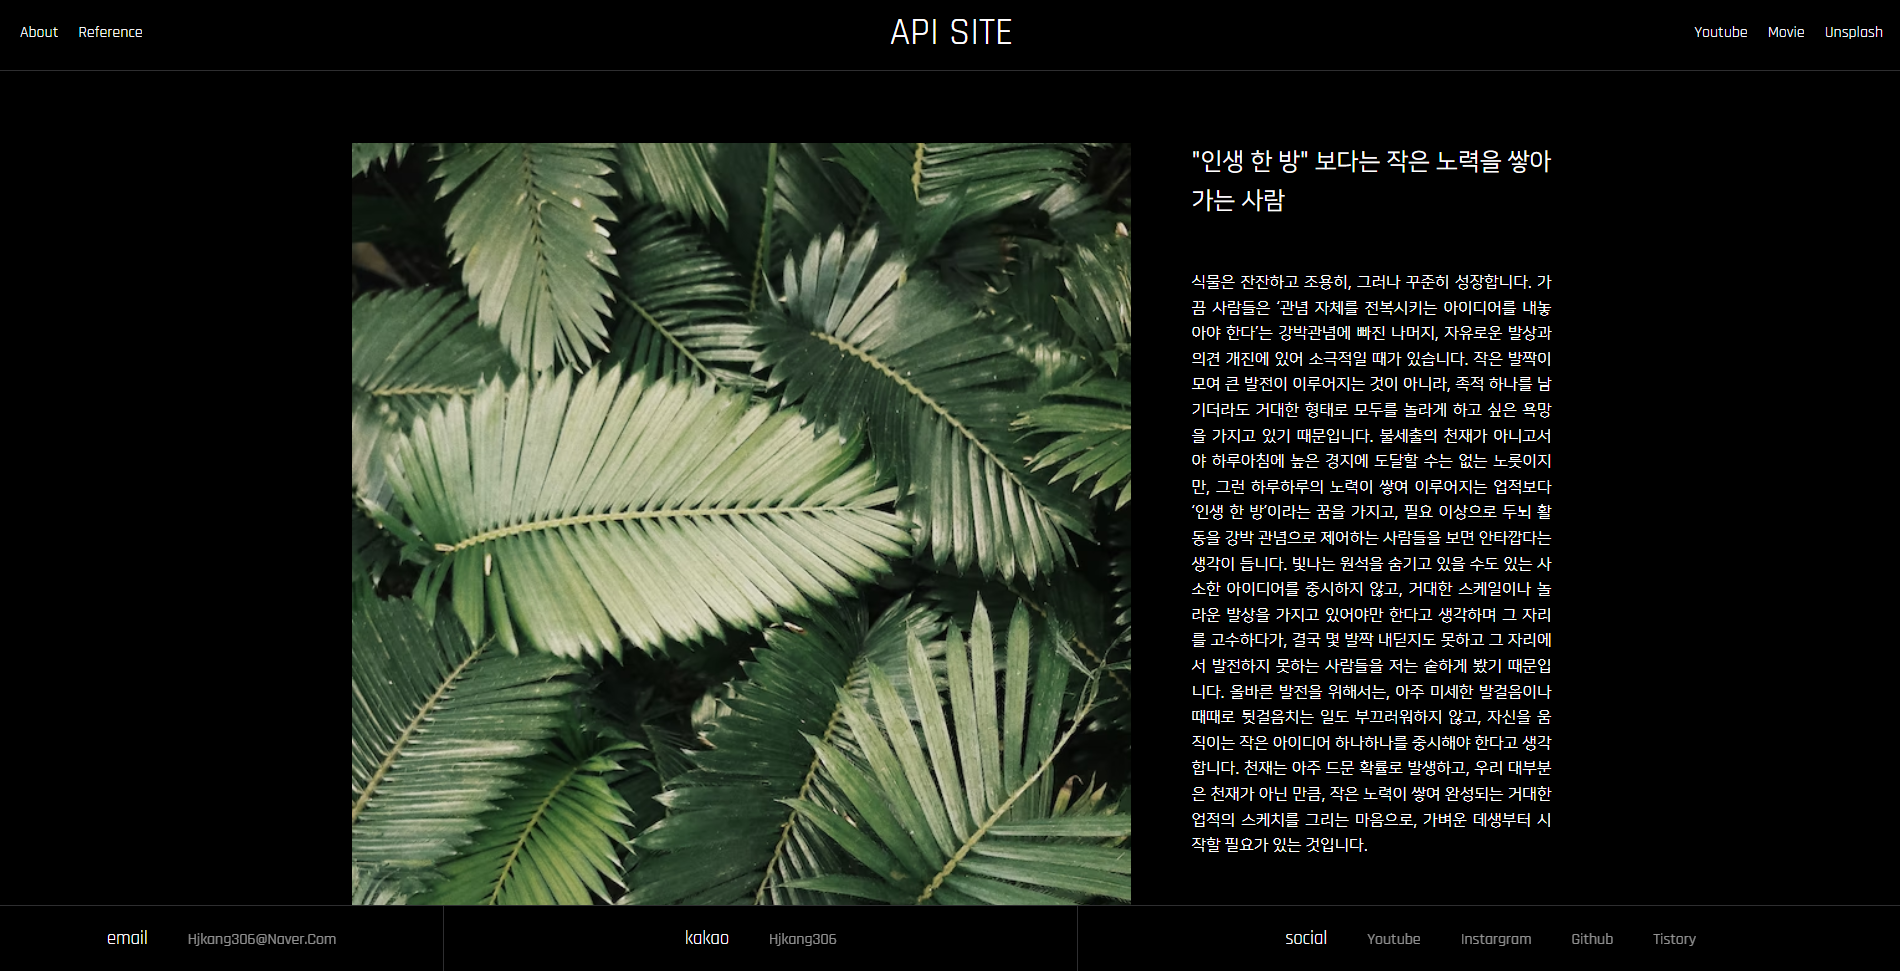 About Reference API SITE Youtube Movie Unsplash
"인생 한 방" 보다는 작은 노력을 쌓아
가는 사람
식물은 잔잔하고 조용히, 그러나 꾸준히 성장합니다. 가
끔 사람들은 ‘관념 자체를 전복시키는 아이디어를 내놓
아야 한다’는 강박관념에 빠진 나머지, 자유로운 발상과
의견 개진에 있어 소극적일 때가 있습니다. 작은 발짝이
모여 큰 발전이 이루어지는 것이 아니라, 족적 하나를 남
기더라도 거대한 형태로 모두를 놀라게 하고 싶은 욕망
을 가지고 있기 때문입니다. 불세출의 천재가 아니고서
야 하루아침에 높은 경지에 도달할 수는 없는 노릇이지
만, 그런 하루하루의 노력이 쌓여 이루어지는 업적보다
‘인생 한 방’이라는 꿈을 가지고, 필요 이상으로 두뇌 활
동을 강박 관념으로 제어하는 사람들을 보면 안타깝다는
생각이 듭니다. 빛나는 원석을 숨기고 있을 수도 있는 사
소한 아이디어를 중시하지 않고, 거대한 스케일이나 놀
라운 발상을 가지고 있어야만 한다고 생각하며 그 자리
를 고수하다가, 결국 몇 발짝 내딛지도 못하고 그 자리에
서 발전하지 못하는 사람들을 저는 숱하게 봤기 때문입
니다. 올바른 발전을 위해서는, 아주 미세한 발걸음이나
때때로 뒷걸음치는 일도 부끄러워하지 않고, 자신을 움
직이는 작은 아이디어 하나하나를 중시해야 한다고 생각
합니다. 천재는 아주 드문 확률로 발생하고, 우리 대부분
은 천재가 아닌 만큼, 작은 노력이 쌓여 완성되는 거대한
업적의 스케치를 그리는 마음으로, 가벼운 데생부터 시
작할 필요가 있는 것입니다.
email Hjkang306@Naver.Com kakao Hjkang306 social Youtube Instargram Github Tistory